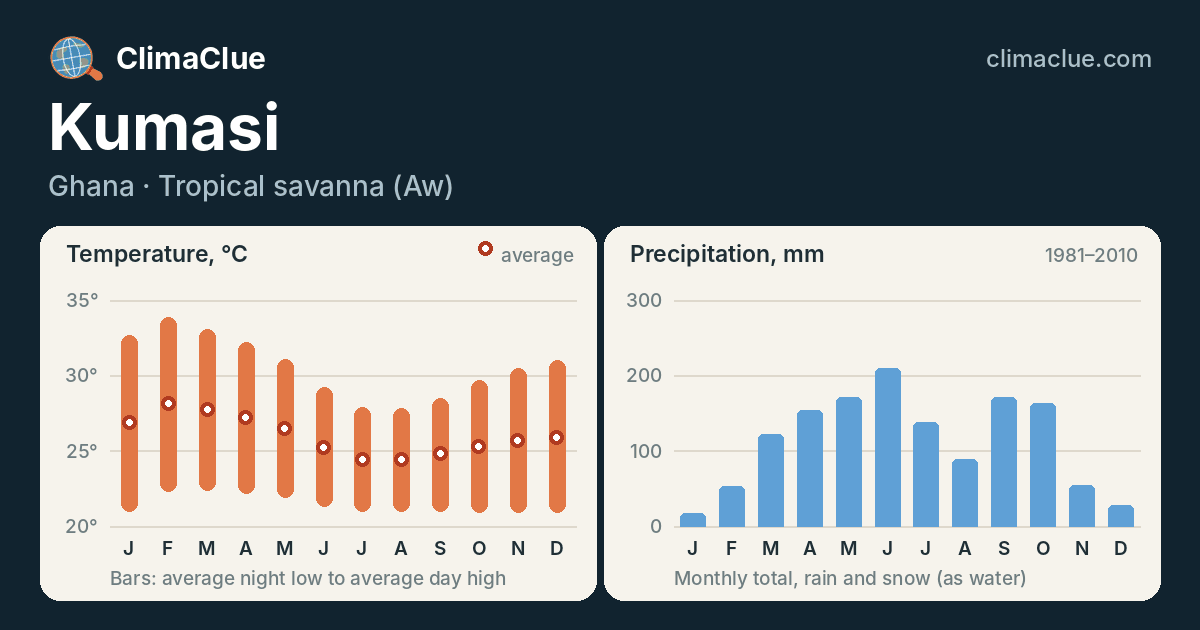 ClimaClue
climaclue.com
Kumasi
Ghana · Tropical savanna (Aw)
Temperature, °C
average
35°
30°
25°
20°
J F M A M J J A S O N D
Bars: average night low to average day high
Precipitation, mm
1981–2010
300
200
100
0
J F M A M J J A S O N D
Monthly total, rain and snow (as water)